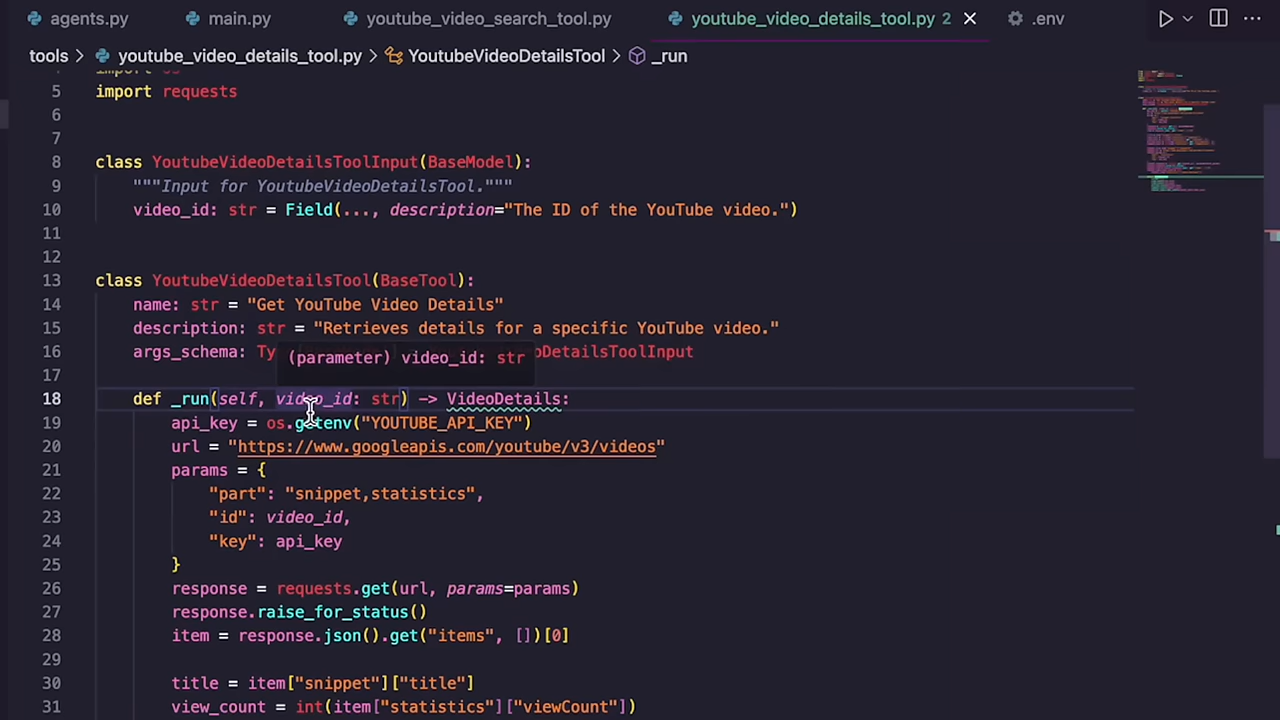 agents.py
main.py
youtube_video_search_tool.py
youtube_video_details_tool.py 2
.env
tools > youtube_video_details_tool.py > YoutubeVideoDetailsTool > _run
5 import requests
6
7
8 class YoutubeVideoDetailsToolInput(BaseModel):
9 """Input for YoutubeVideoDetailsTool."""
10 video_id: str = Field(..., description="The ID of the YouTube video.")
11
12
13 class YoutubeVideoDetailsTool(BaseTool):
14 name: str = "Get YouTube Video Details"
15 description: str = "Retrieves details for a specific YouTube video."
16 args_schema: Ty DetailsToolInput
(parameter) video_id: str
17
18 def _run(self, video_id: str) -> VideoDetails:
19 api_key = os.getenv("YOUTUBE_API_KEY")
20 url = "https://www.googleapis.com/youtube/v3/videos"
21 params = {
22 "part": "snippet,statistics",
23 "id": video_id,
24 "key": api_key
25 }
26 response = requests.get(url, params=params)
27 response.raise_for_status()
28 item = response.json().get("items", [])[0]
29
30 title = item["snippet"]["title"]
31 view_count = int(item["statistics"]["viewCount"])